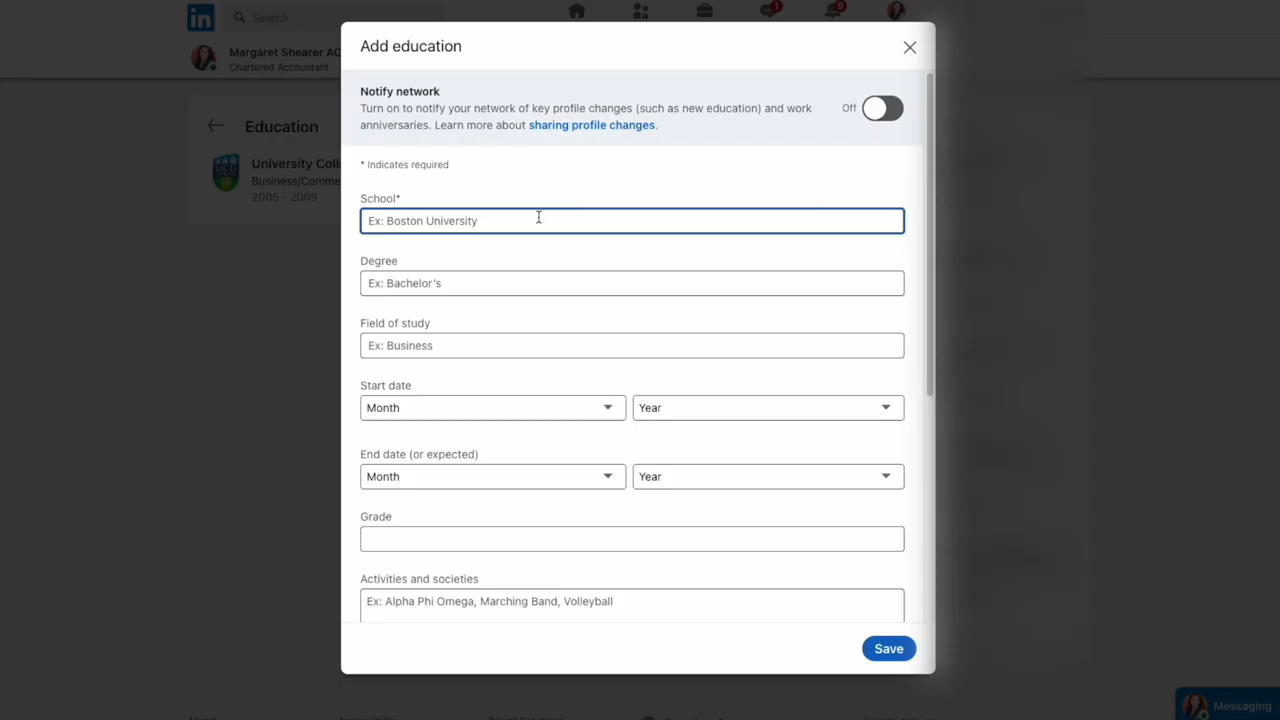 in
Search
1
9
Margaret Shearer AC
Chartered Accountant
Add education
Notify network
Turn on to notify your network of key profile changes (such as new education) and work
anniversaries. Learn more about sharing profile changes.
Off
Education
UCD
University Coll
Business/Comme
2005 - 2009
* Indicates required
School*
Ex: Boston University
Degree
Ex: Bachelor's
Field of study
Ex: Business
Start date
Month Year
End date (or expected)
Month Year
Grade
Activities and societies
Ex: Alpha Phi Omega, Marching Band, Volleyball
Save
Messaging